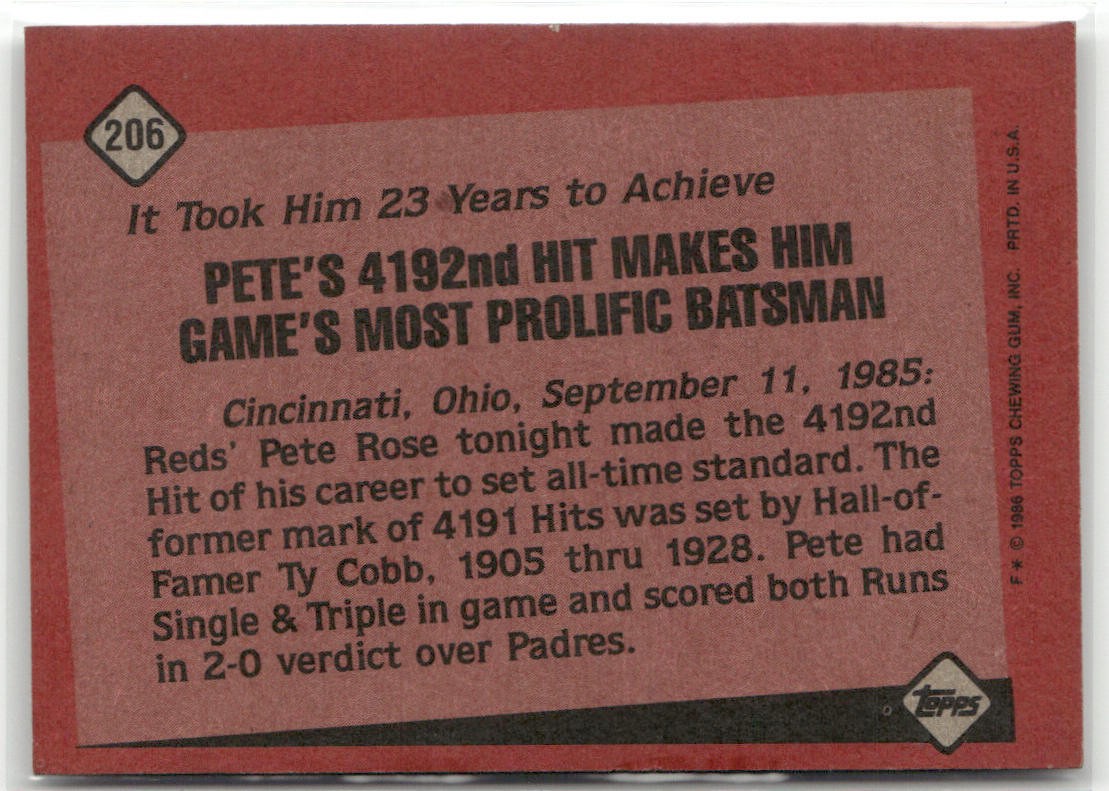 206
It Took Him 23 Years to Achieve
PETE'S 4192nd HIT MAKES HIM
GAME'S MOST PROLIFIC BATSMAN
Cincinnati, Ohio, September 11, 1985:
Reds' Pete Rose tonight made the 4192nd
Hit of his career to set all-time standard. The
former mark of 4191 Hits was set by Hall-of-
Famer Ty Cobb, 1905 thru 1928. Pete had
Single & Triple in game and scored both Runs
in 2-0 verdict over Padres.
topps
F* © 1986 TOPPS CHEWING GUM, INC. PRTD. IN U.S.A.